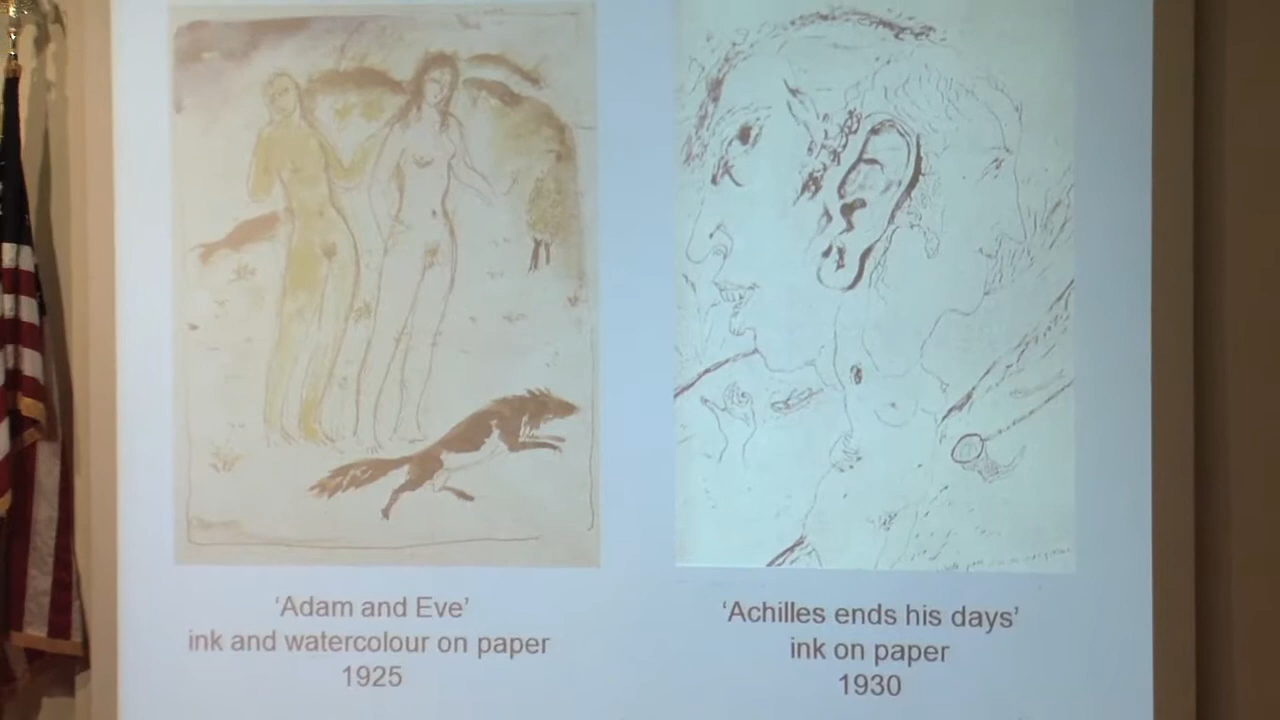 ‘Adam and Eve’
ink and watercolour on paper
1925
‘Achilles ends his days’
ink on paper
1930